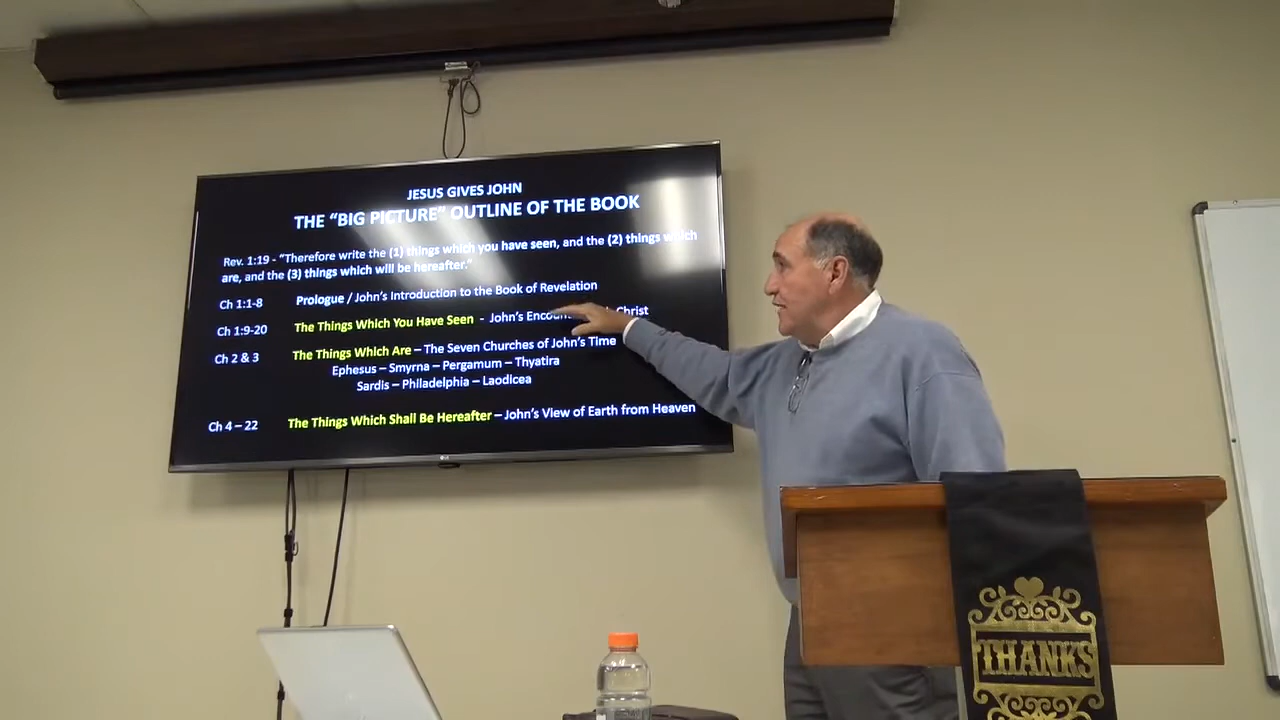 JESUS GIVES JOHN
THE “BIG PICTURE” OUTLINE OF THE BOOK
Rev. 1:19 - “Therefore write the (1) things which you have seen, and the (2) things which
are, and the (3) things which will be hereafter.”
Ch 1:1-8 Prologue / John’s Introduction to the Book of Revelation
Ch 1:9-20 The Things Which You Have Seen - John’s Christ
Ch 2 & 3 The Things Which Are – The Seven Churches of John’s Time
Ephesus – Smyrna – Pergamum – Thyatira
Sardis – Philadelphia – Laodicea
Ch 4 – 22 The Things Which Shall Be Hereafter – John’s View of Earth from Heaven
THANKS